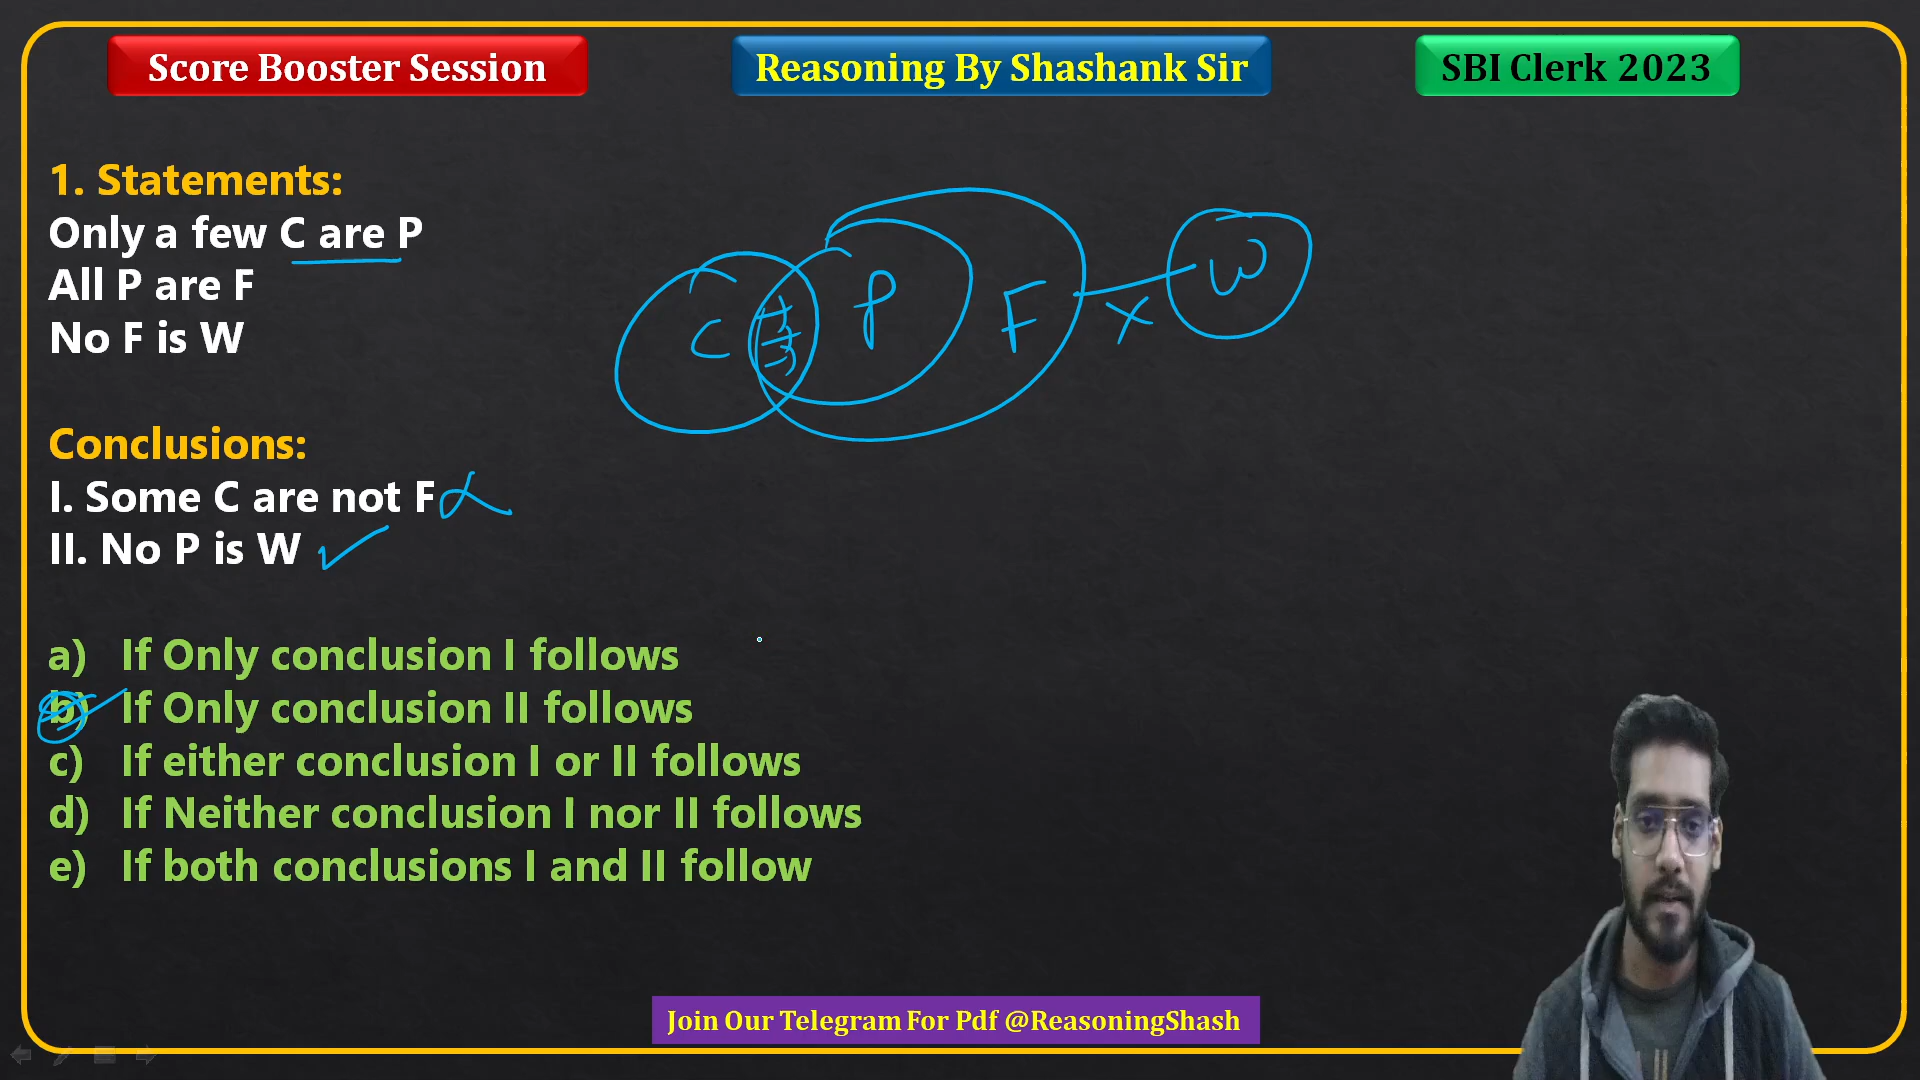 Score Booster Session
Reasoning By Shashank Sir
SBI Clerk 2023
1. Statements:
Only a few C are P
All P are F
No F is W
C P F W
Conclusions:
I. Some C are not F
II. No P is W
a) If Only conclusion I follows
b) If Only conclusion II follows
c) If either conclusion I or II follows
d) If Neither conclusion I nor II follows
e) If both conclusions I and II follow
Join Our Telegram For Pdf @ReasoningShash